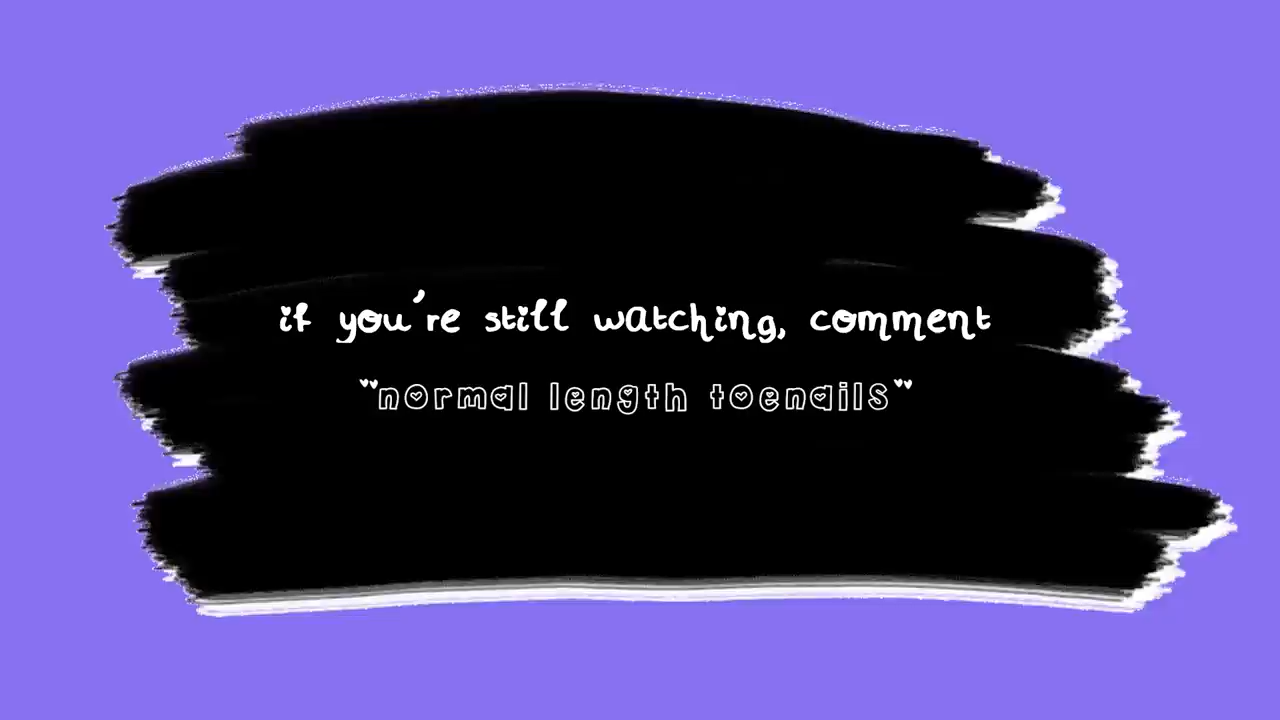 if you're still watching, comment
"normal length toenails"